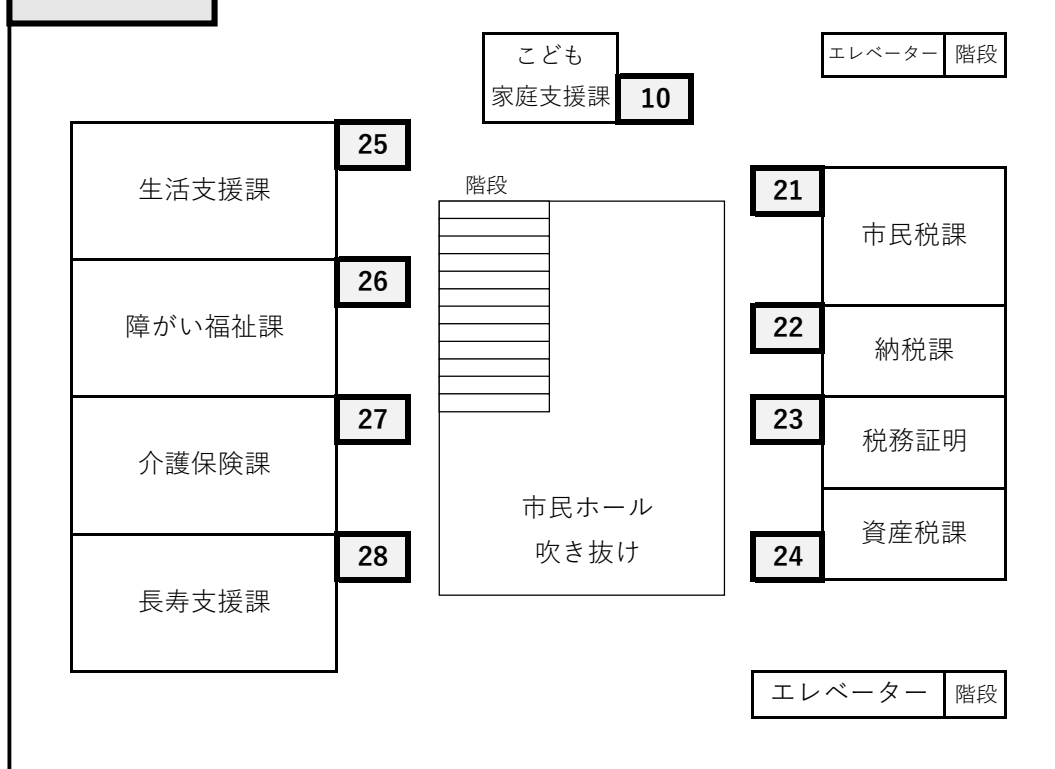 こども
家庭支援課
10
エレベーター
階段
25
生活支援課
26
障がい福祉課
27
介護保険課
28
長寿支援課
階段
市民ホール
吹き抜け
21
市民税課
22
納税課
23
税務証明
24
資産税課
エレベーター
階段